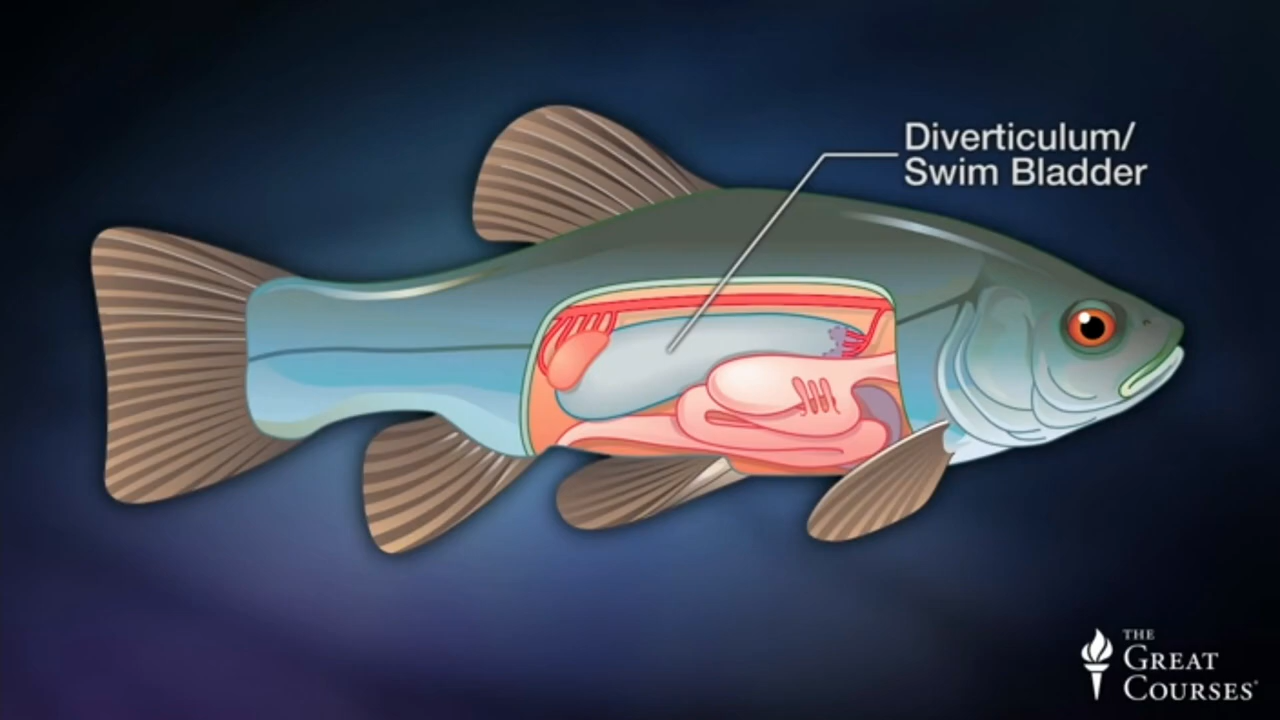 Diverticulum/
Swim Bladder
THE
GREAT
COURSES®